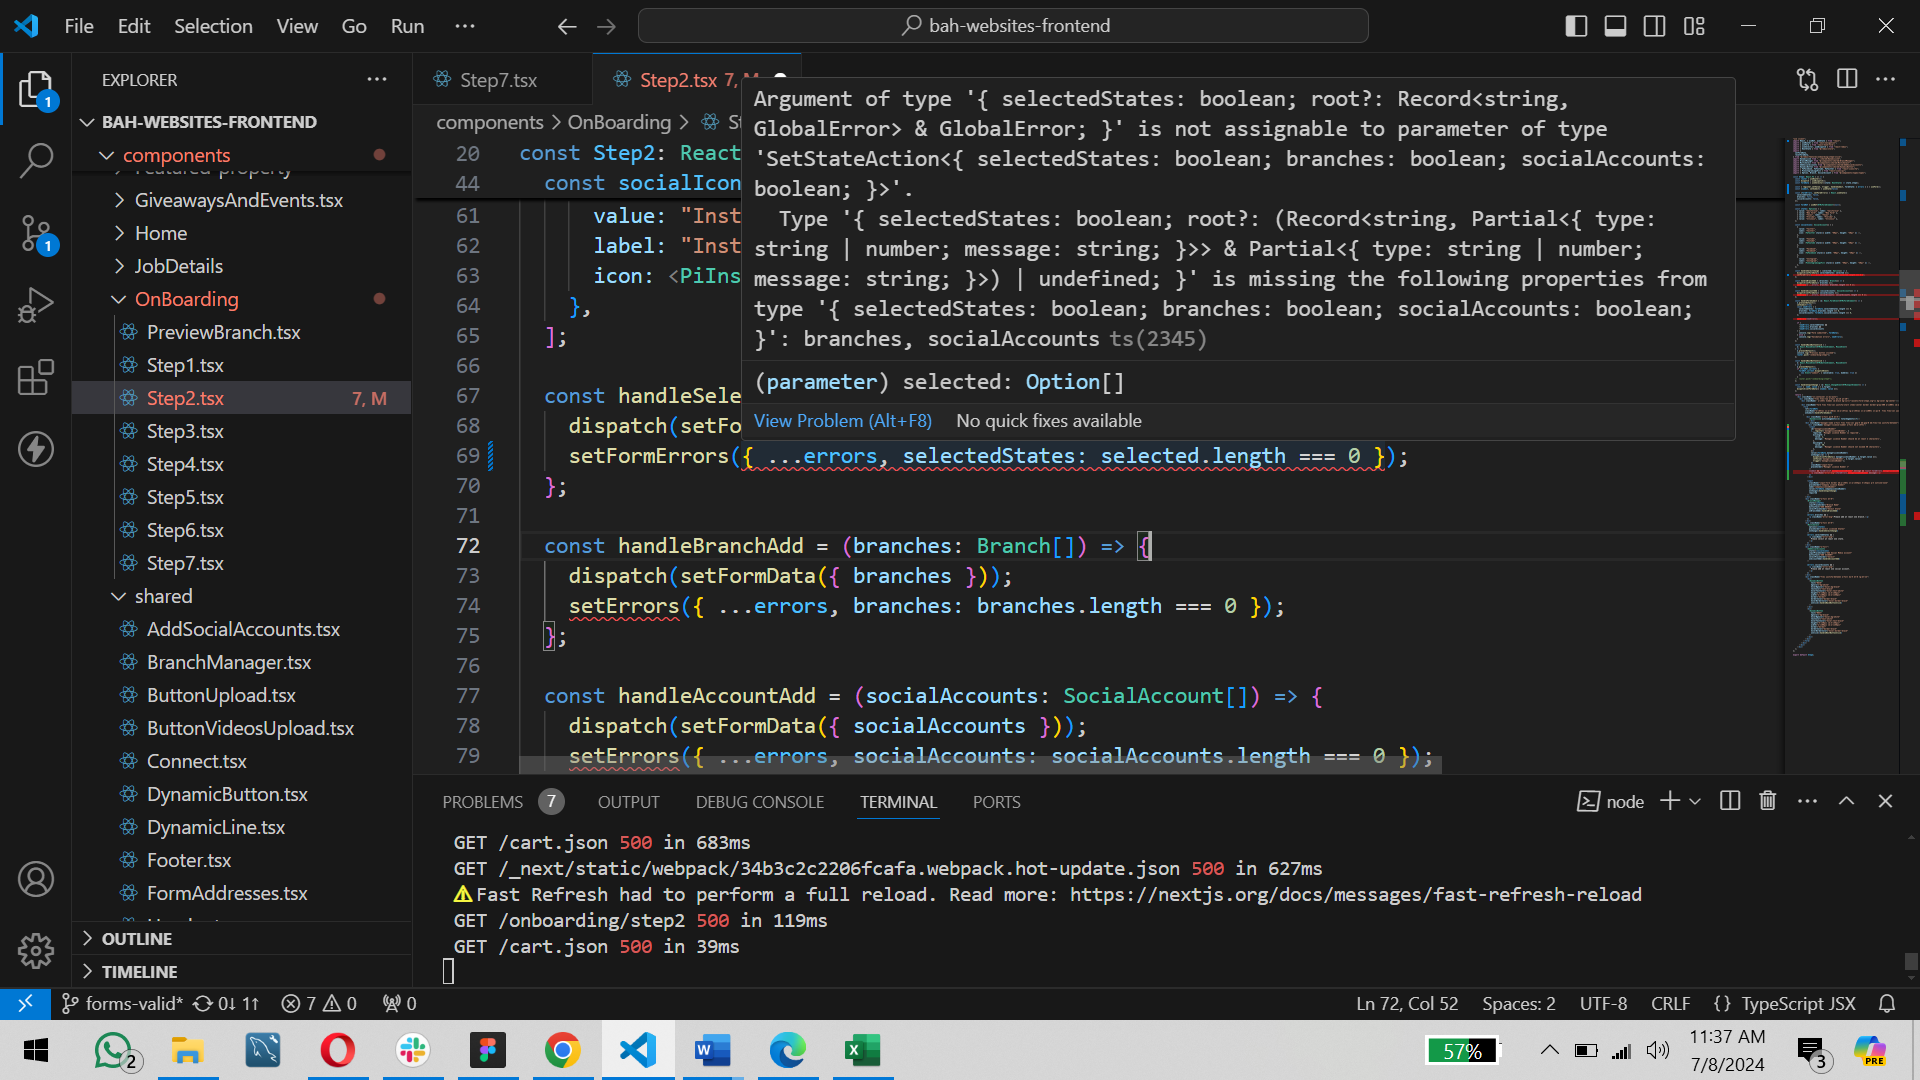 File Edit Selection View Go Run ··· bah-websites-frontend
EXPLORER
1
BAH-WEBSITES-FRONTEND
components
GiveawaysAndEvents.tsx
Home
JobDetails
OnBoarding
PreviewBranch.tsx
Step1.tsx
Step2.tsx 7, M
Step3.tsx
Step4.tsx
Step5.tsx
Step6.tsx
Step7.tsx
shared
AddSocialAccounts.tsx
BranchManager.tsx
ButtonUpload.tsx
ButtonVideosUpload.tsx
Connect.tsx
DynamicButton.tsx
DynamicLine.tsx
Footer.tsx
FormAddresses.tsx
OUTLINE
TIMELINE
1
Step7.tsx Step2.tsx 7, M
components > OnBoarding >
Argument of type '{ selectedStates: boolean; root?: Record<string,
GlobalError> & GlobalError; }' is not assignable to parameter of type
'SetStateAction<{ selectedStates: boolean; branches: boolean; socialAccounts:
boolean; }>'.
Type '{ selectedStates: boolean; root?: (Record<string, Partial<{ type:
string | number; message: string; }>> & Partial<{ type: string | number;
message: string; }>) | undefined; }' is missing the following properties from
type '{ selectedStates: boolean; branches: boolean; socialAccounts: boolean;
}': branches, socialAccounts ts(2345)
(parameter) selected: Option[]
View Problem (Alt+F8) No quick fixes available
20 const Step2: React
44 const socialIcon
61 value: "Inst
62 label: "Inst
63 icon: <PiIns
64 },
65 ];
66
67 const handleSele
68 dispatch(setFo
69 setFormErrors({ ...errors, selectedStates: selected.length === 0 });
70 };
71
72 const handleBranchAdd = (branches: Branch[]) => {
73 dispatch(setFormData({ branches }));
74 setErrors({ ...errors, branches: branches.length === 0 });
75 };
76
77 const handleAccountAdd = (socialAccounts: SocialAccount[]) => {
78 dispatch(setFormData({ socialAccounts }));
79 setErrors({ ...errors, socialAccounts: socialAccounts.length === 0 });
PROBLEMS 7 OUTPUT DEBUG CONSOLE TERMINAL PORTS node
GET /cart.json 500 in 683ms
GET /_next/static/webpack/34b3c2c2206fcafa.webpack.hot-update.json 500 in 627ms
Fast Refresh had to perform a full reload. Read more: https://nextjs.org/docs/messages/fast-refresh-reload
GET /onboarding/step2 500 in 119ms
GET /cart.json 500 in 39ms
forms-valid* 0↓ 1↑ 7 0 0 Ln 72, Col 52 Spaces: 2 UTF-8 CRLF {} TypeScript JSX
2 57% 11:37 AM
7/8/2024 3 PRE